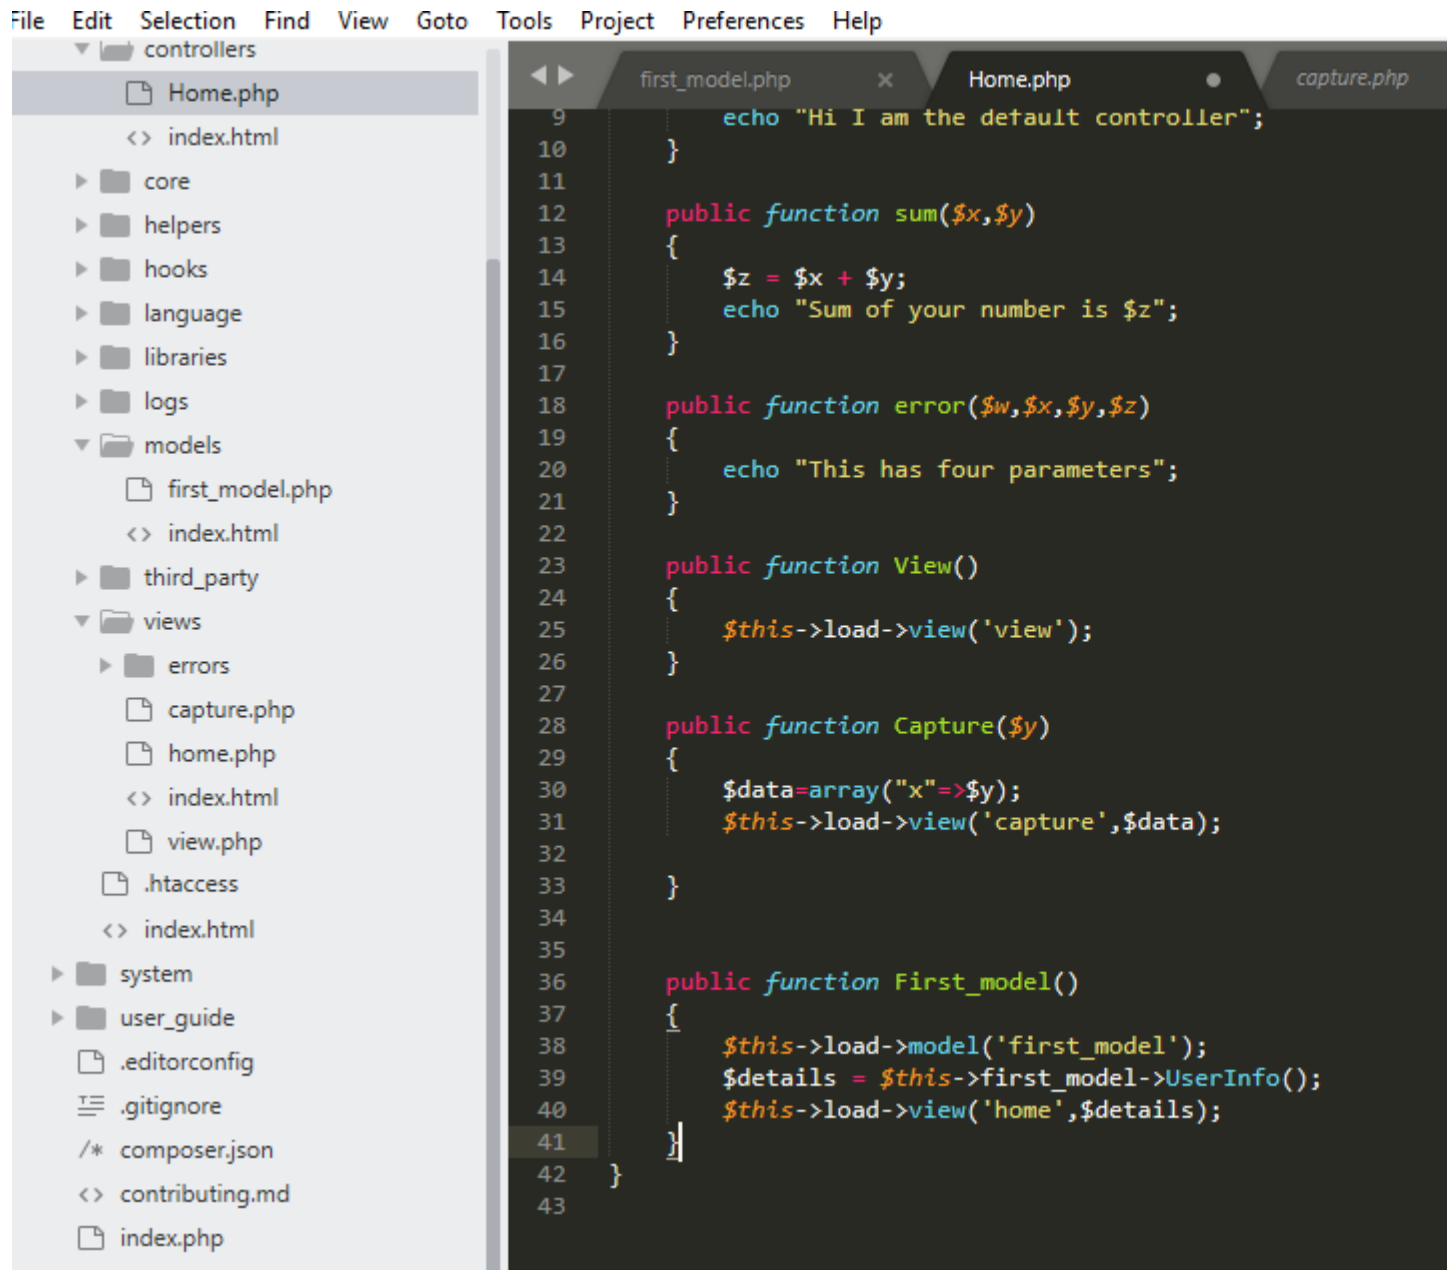 File Edit Selection Find View Goto Tools Project Preferences Help
controllers
Home.php
<> index.html
core
helpers
hooks
language
libraries
logs
models
first_model.php
<> index.html
third_party
views
errors
capture.php
home.php
<> index.html
view.php
.htaccess
<> index.html
system
user_guide
.editorconfig
.gitignore
/* composer.json
<> contributing.md
index.php
first_model.php × Home.php capture.php
9 echo "Hi I am the default controller";
10 }
11
12 public function sum($x,$y)
13 {
14 $z = $x + $y;
15 echo "Sum of your number is $z";
16 }
17
18 public function error($w,$x,$y,$z)
19 {
20 echo "This has four parameters";
21 }
22
23 public function View()
24 {
25 $this->load->view('view');
26 }
27
28 public function Capture($y)
29 {
30 $data=array("x"=>$y);
31 $this->load->view('capture',$data);
32
33 }
34
35
36 public function First_model()
37 {
38 $this->load->model('first_model');
39 $details = $this->first_model->UserInfo();
40 $this->load->view('home',$details);
41 }
42 }
43